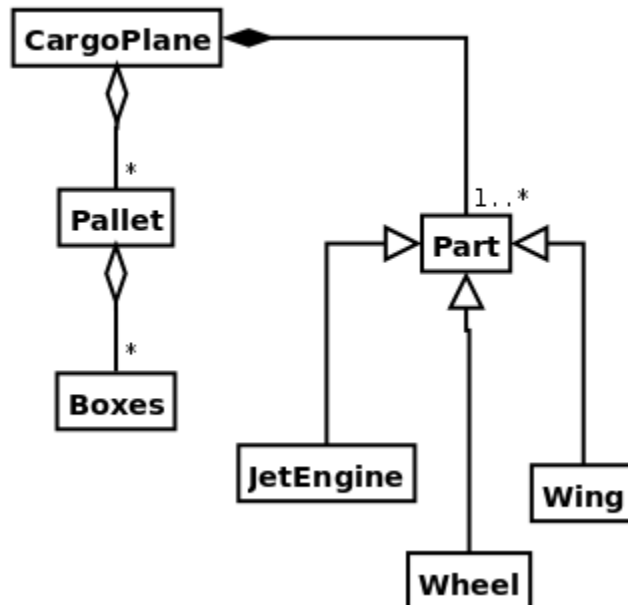 CargoPlane
*
Pallet
1..*
Part
*
Boxes
JetEngine
Wing
Wheel